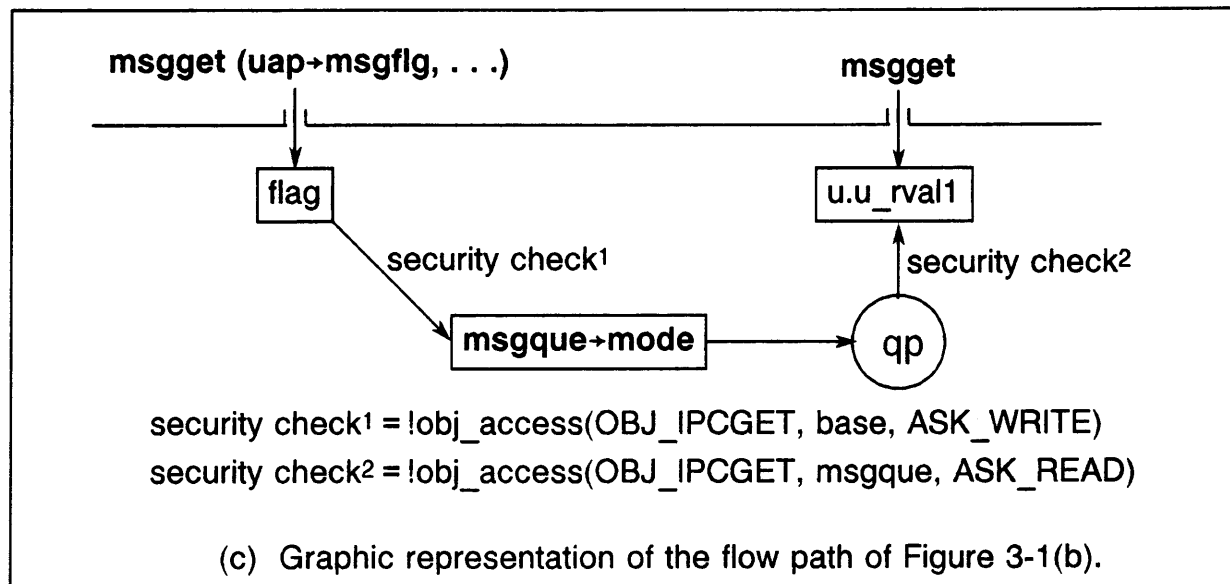 msgget (uap→msgflg, . . .)
msgget
flag
u.u_rval1
security check¹
security check²
msgque→mode
qp
security check¹ = !obj_access(OBJ_IPCGET, base, ASK_WRITE)
security check² = !obj_access(OBJ_IPCGET, msgque, ASK_READ)
(c) Graphic representation of the flow path of Figure 3-1(b).